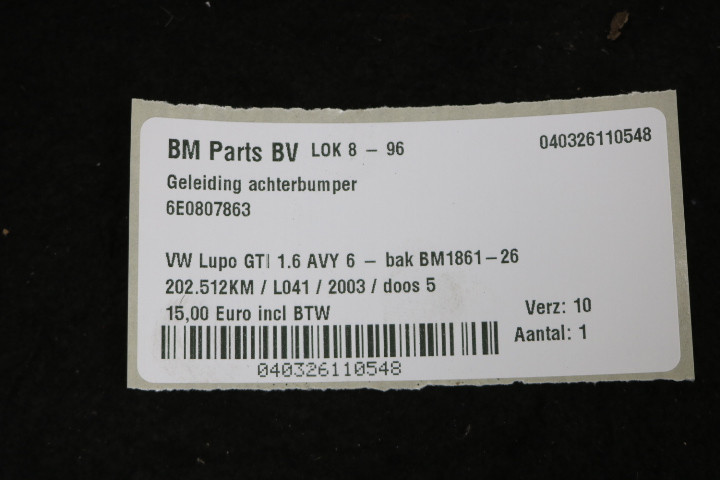 BM Parts BV LOK 8 - 96
040326110548
Geleiding achterbumper
6E0807863
VW Lupo GTI 1.6 AVY 6 - bak BM1861-26
202.512KM / L041 / 2003 / doos 5
15,00 Euro incl BTW
Verz: 10
Aantal: 1
040326110548